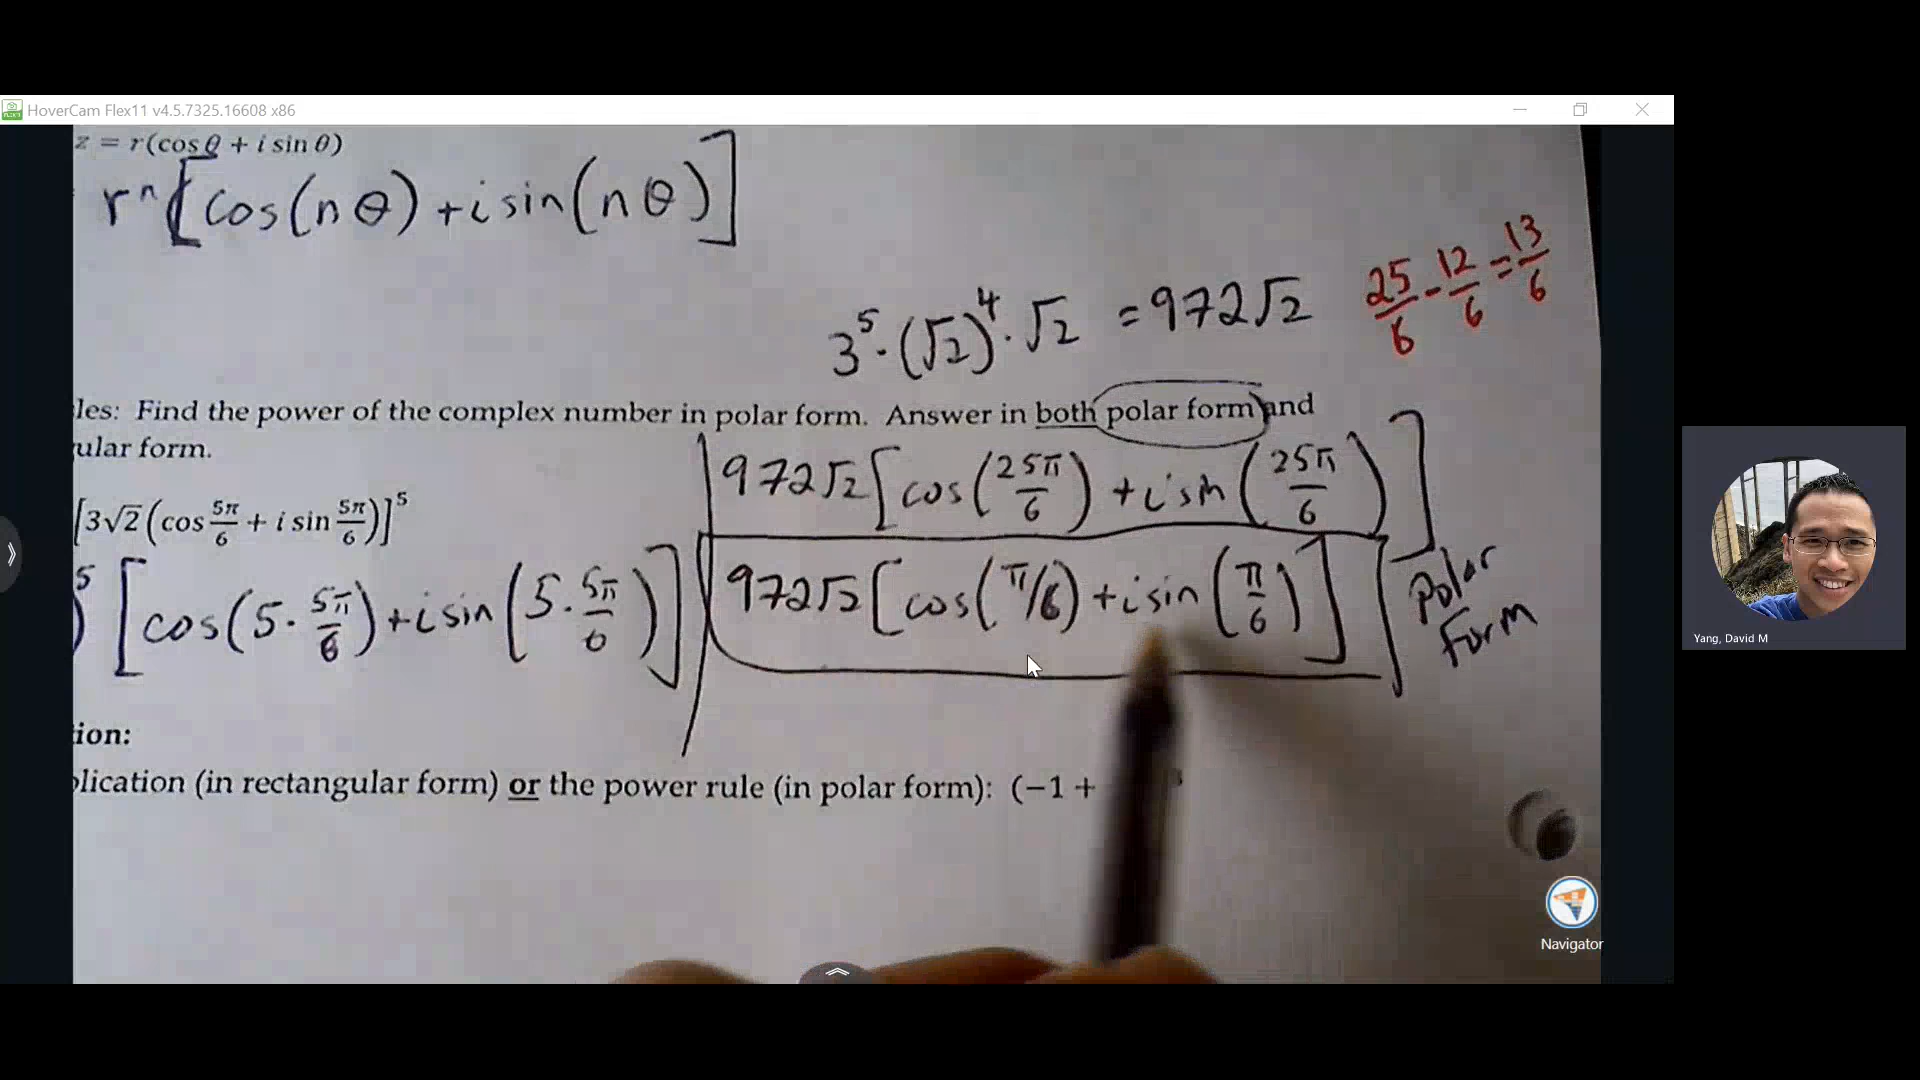 HoverCam Flex11 v4.5.7325.16608 x86
z = r(cosθ + i sin θ)
rⁿ[cos(nθ) + i sin(nθ)]
3⁵ · (√2)⁴ · √2 = 972√2
25/6 - 12/6 = 13/6
les: Find the power of the complex number in polar form. Answer in both polar form and
ular form.
[3√2(cos 5π/6 + i sin 5π/6)]⁵
972√2 [cos(25π/6) + i sin(25π/6)]
)⁵ [cos(5 · 5π/6) + i sin(5 · 5π/6)]
972√2 [cos(π/6) + i sin(π/6)]
Polar
Form
ion:
plication (in rectangular form) or the power rule (in polar form): (−1 +
Navigator
Yang, David M